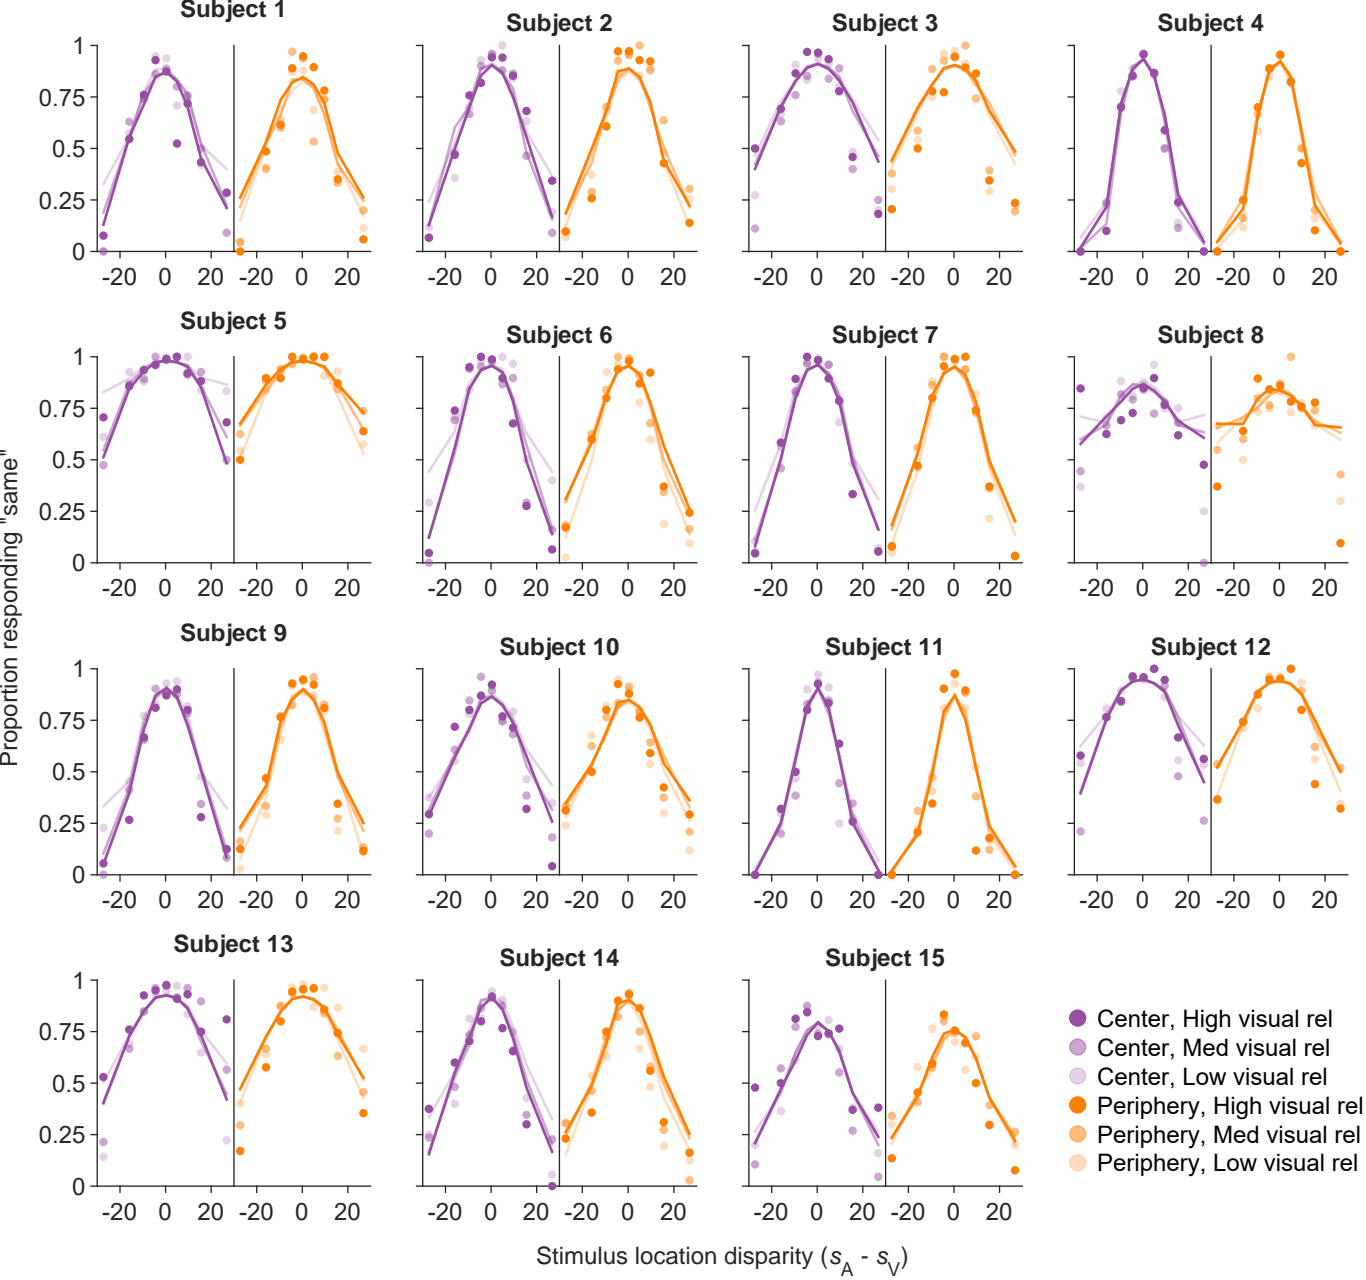 Subject 1
Subject 2
Subject 3
Subject 4
1
0.75
0.5
0.25
0
-20 0 20 -20 0 20
-20 0 20 -20 0 20
-20 0 20 -20 0 20
-20 0 20 -20 0 20
Subject 5
Subject 6
Subject 7
Subject 8
1
0.75
0.5
0.25
0
-20 0 20 -20 0 20
-20 0 20 -20 0 20
-20 0 20 -20 0 20
-20 0 20 -20 0 20
Proportion responding "same"
Subject 9
Subject 10
Subject 11
Subject 12
1
0.75
0.5
0.25
0
-20 0 20 -20 0 20
-20 0 20 -20 0 20
-20 0 20 -20 0 20
-20 0 20 -20 0 20
Subject 13
Subject 14
Subject 15
1
0.75
0.5
0.25
0
-20 0 20 -20 0 20
-20 0 20 -20 0 20
-20 0 20 -20 0 20
Center, High visual rel
Center, Med visual rel
Center, Low visual rel
Periphery, High visual rel
Periphery, Med visual rel
Periphery, Low visual rel
Stimulus location disparity (sA - sV)